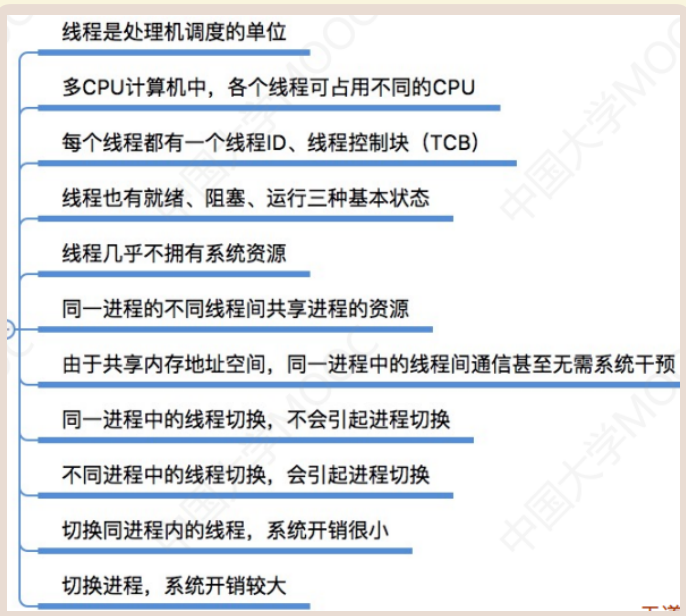 线程是处理机调度的单位
多CPU计算机中，各个线程可占用不同的CPU
每个线程都有一个线程ID、线程控制块（TCB）
线程也有就绪、阻塞、运行三种基本状态
线程几乎不拥有系统资源
同一进程的不同线程间共享进程的资源
由于共享内存地址空间，同一进程中的线程间通信甚至无需系统干预
同一进程中的线程切换，不会引起进程切换
不同进程中的线程切换，会引起进程切换
切换同进程内的线程，系统开销很小
切换进程，系统开销较大
中国大学MOOC